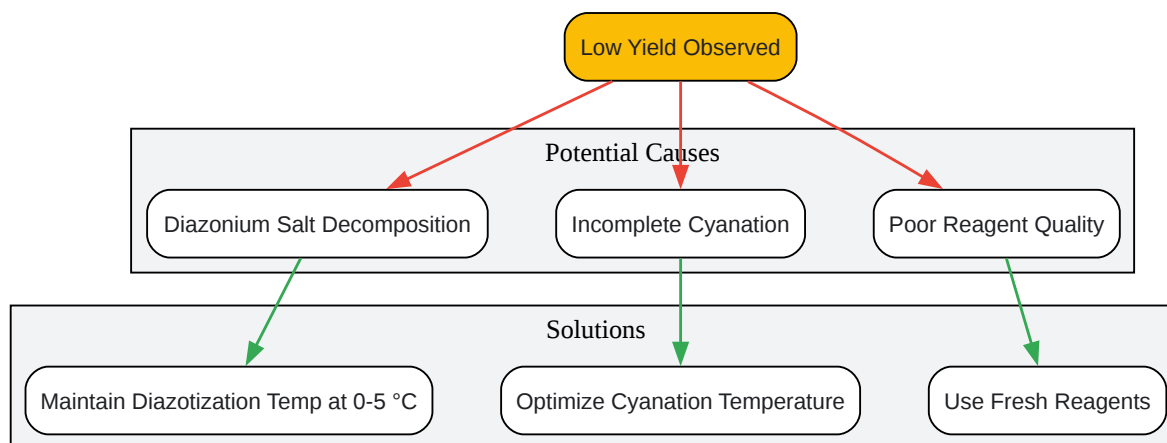 Low Yield Observed
Potential Causes
Diazonium Salt Decomposition
Incomplete Cyanation
Poor Reagent Quality
Solutions
Maintain Diazotization Temp at 0-5 °C
Optimize Cyanation Temperature
Use Fresh Reagents